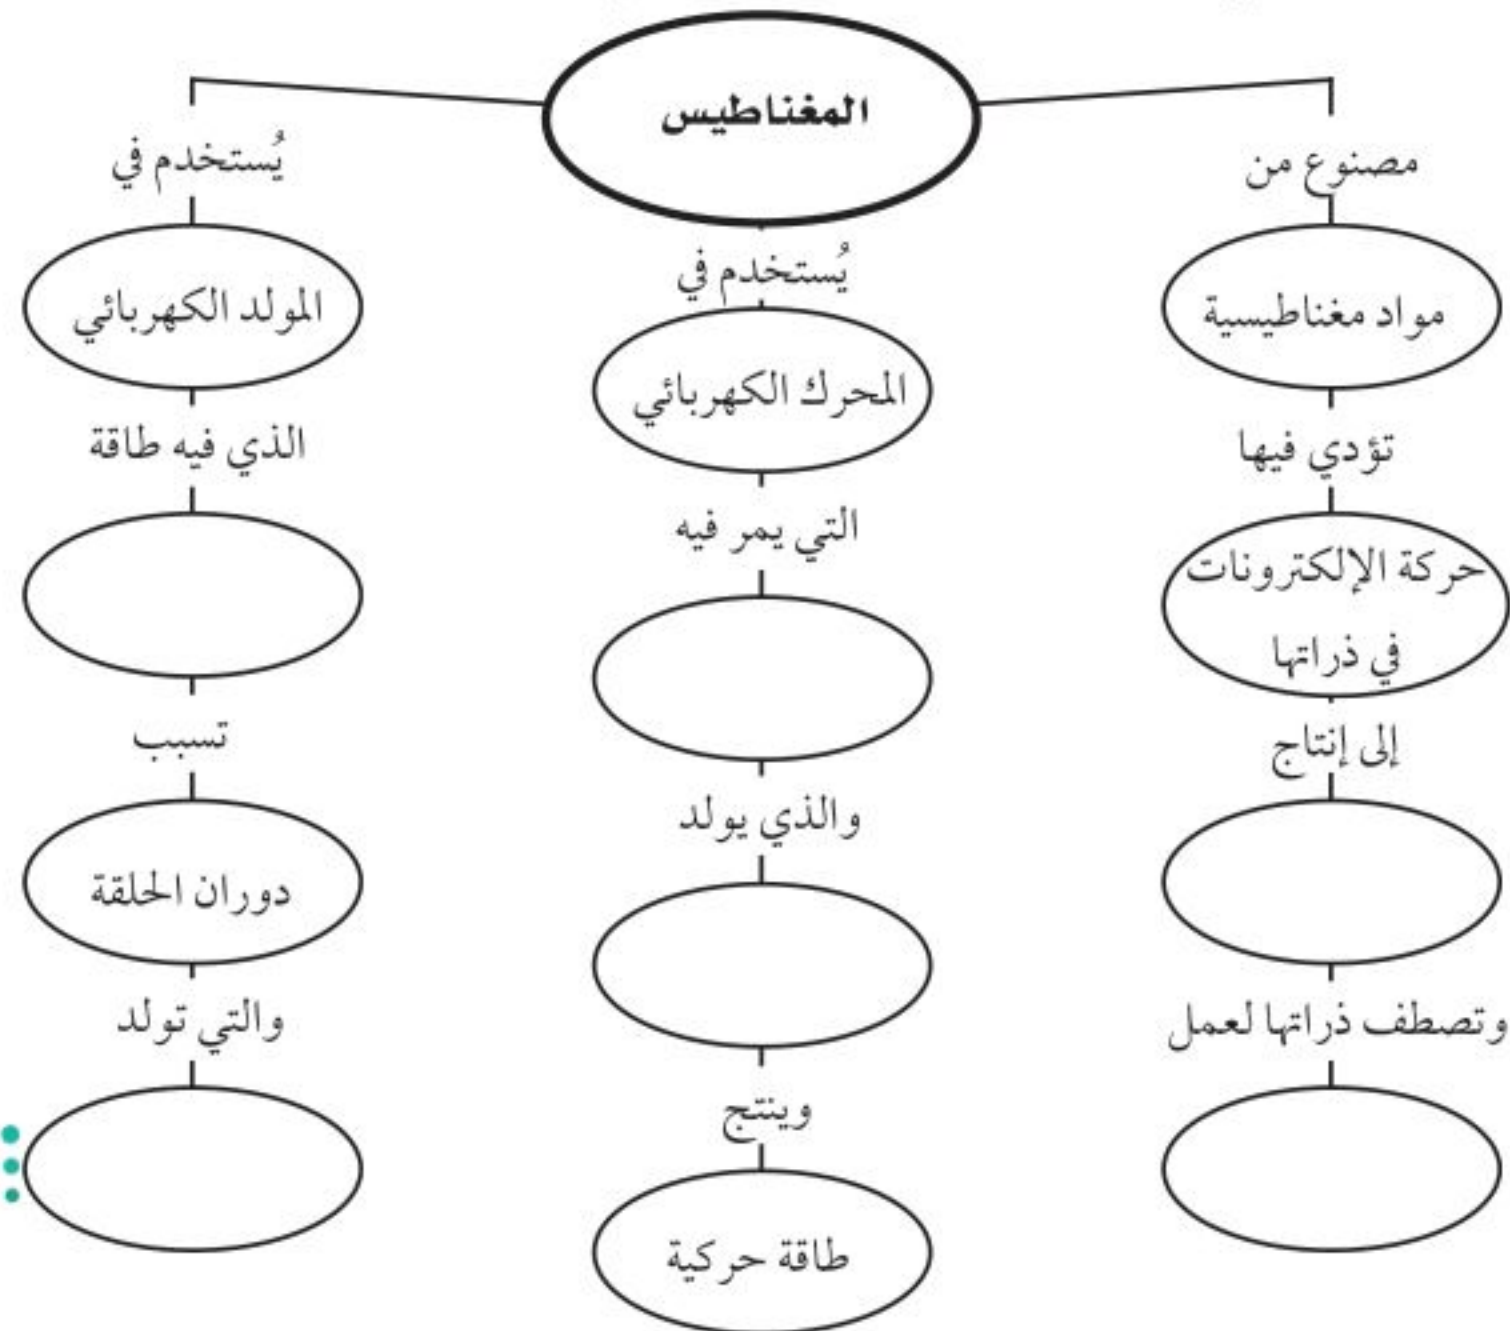 المغناطيس
مصنوع من
مواد مغناطيسية
تؤدي فيها
حركة الإلكترونات
في ذراتها
إلى إنتاج
وتصطف ذراتها لعمل
يُستخدم في
المحرك الكهربائي
التي يمر فيه
والذي يولد
وينتج
طاقة حركية
يُستخدم في
المولد الكهربائي
الذي فيه طاقة
تسبب
دوران الحلقة
والتي تولد